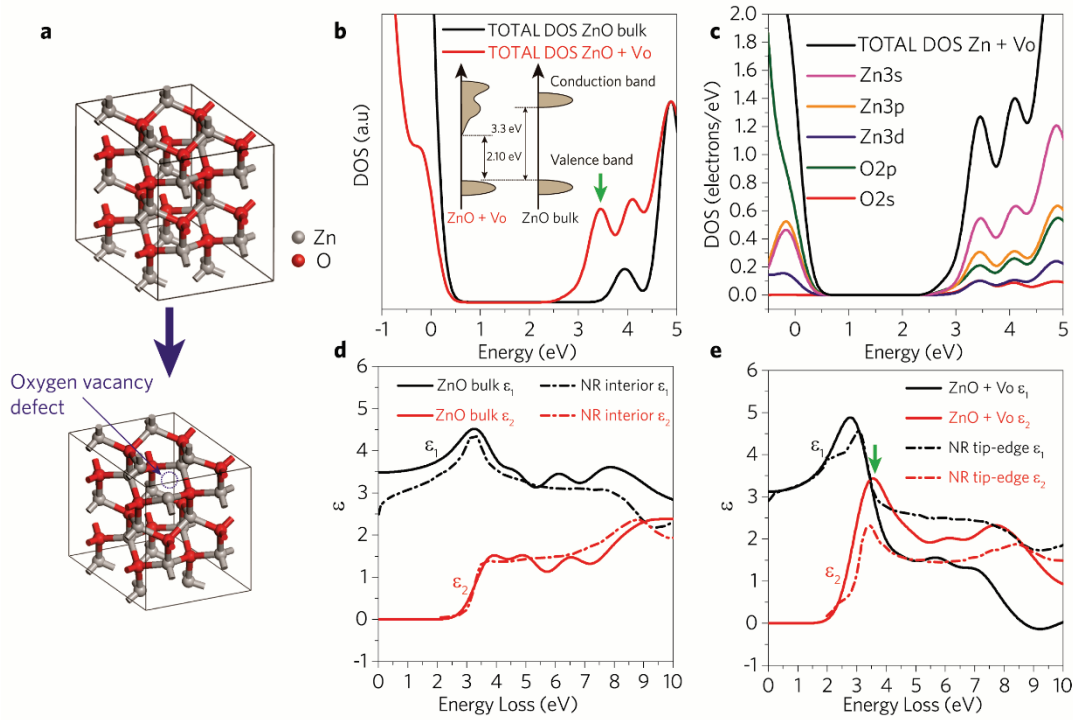 a
Zn
O
Oxygen vacancy
defect
b
TOTAL DOS ZnO bulk
TOTAL DOS ZnO + Vo
Conduction band
3.3 eV
2.10 eV
Valence band
ZnO + Vo
ZnO bulk
DOS (a.u)
-1 0 1 2 3 4 5
Energy (eV)
c
TOTAL DOS Zn + Vo
Zn3s
Zn3p
Zn3d
O2p
O2s
DOS (electrons/eV)
2.0
1.8
1.6
1.4
1.2
1.0
0.8
0.6
0.4
0.2
0.0
0 1 2 3 4 5
Energy (eV)
d
ZnO bulk ε₁
NR interior ε₁
ZnO bulk ε₂
NR interior ε₂
ε₁
ε₂
ε
6
5
4
3
2
1
0
-1
0 1 2 3 4 5 6 7 8 9 10
Energy Loss (eV)
e
ZnO + Vo ε₁
ZnO + Vo ε₂
NR tip-edge ε₁
NR tip-edge ε₂
ε₁
ε₂
ε
6
5
4
3
2
1
0
-1
0 1 2 3 4 5 6 7 8 9 10
Energy Loss (eV)